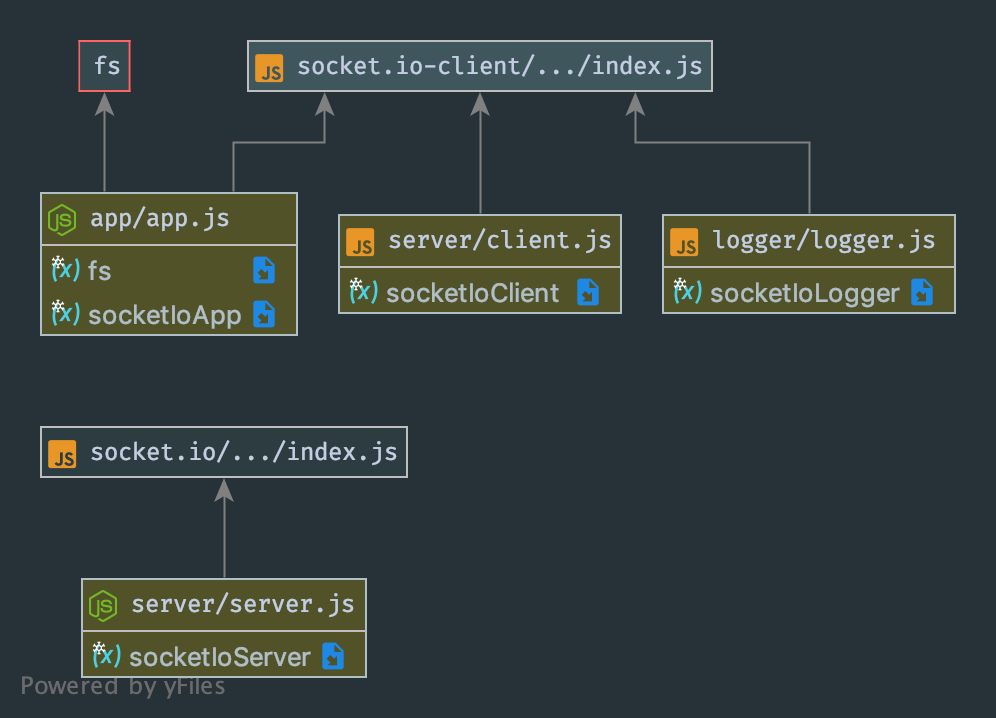 fs
JS socket.io-client/.../index.js
JS app/app.js
(x) fs
(x) socketIoApp
JS server/client.js
(x) socketIoClient
JS logger/logger.js
(x) socketIoLogger
JS socket.io/.../index.js
JS server/server.js
(x) socketIoServer
Powered by yFiles